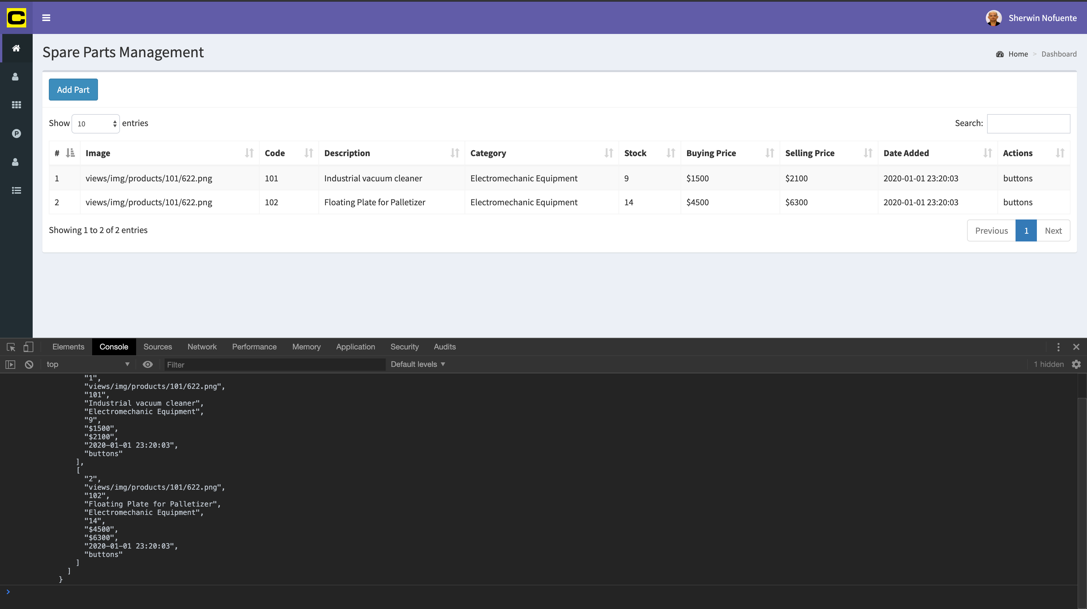 C
Sherwin Nofuente
Spare Parts Management
Home > Dashboard
Add Part
Show 10 entries
Search:
# Image Code Description Category Stock Buying Price Selling Price Date Added Actions
1 views/img/products/101/622.png 101 Industrial vacuum cleaner Electromechanic Equipment 9 $1500 $2100 2020-01-01 23:20:03 buttons
2 views/img/products/101/622.png 102 Floating Plate for Palletizer Electromechanic Equipment 14 $4500 $6300 2020-01-01 23:20:03 buttons
Showing 1 to 2 of 2 entries
Previous 1 Next
Elements Console Sources Network Performance Memory Application Security Audits
top Filter Default levels 1 hidden
"1",
"views/img/products/101/622.png",
"101",
"Industrial vacuum cleaner",
"Electromechanic Equipment",
"9",
"$1500",
"$2100",
"2020-01-01 23:20:03",
"buttons"
],
[
"2",
"views/img/products/101/622.png",
"102",
"Floating Plate for Palletizer",
"Electromechanic Equipment",
"14",
"$4500",
"$6300",
"2020-01-01 23:20:03",
"buttons"
]
]
}
>